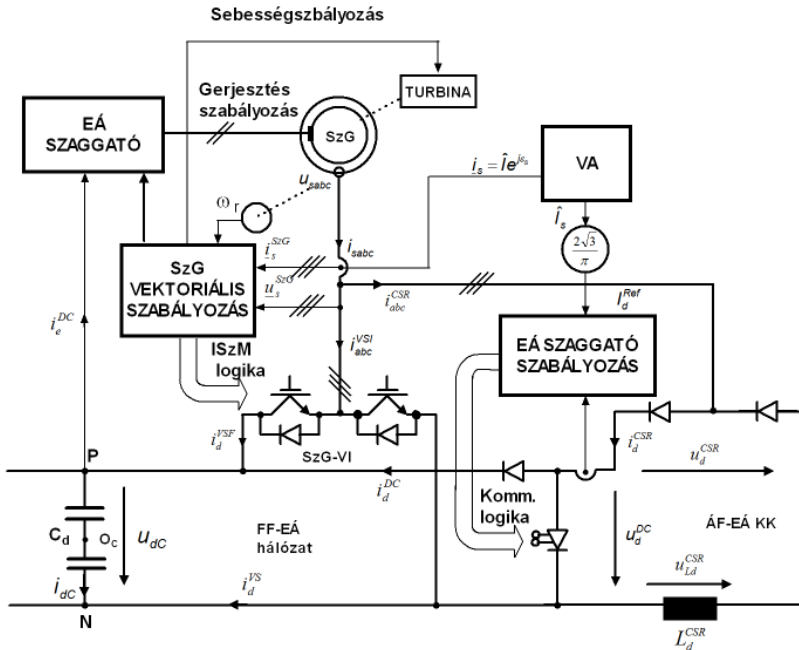 Sebességszbályozás
Gerjesztés
szabályozás
TURBINA
EÁ
SZAGGATÓ
SzG
u_sabc
i_s = Îe^{jε_s}
VA
ω_r
Î_s
i_sabc
2√3
π
SzG
VEKTORIÁLIS
SZABÁLYOZÁS
i_s^{SzG}
u_s^{SzG}
i_abc^{CSR}
I_d^{Ref}
i_e^{DC}
ISzM
logika
i_abc^{VSI}
EÁ SZAGGATÓ
SZABÁLYOZÁS
i_d^{VSF}
SzG-VI
i_d^{CSR}
u_d^{CSR}
P
i_d^{DC}
Komm.
logika
C_d
O_c
u_dC
FF-EÁ
hálózat
u_d^{DC}
ÁF-EÁ KK
i_dC
i_d^{VS}
u_Ld^{CSR}
N
L_d^{CSR}